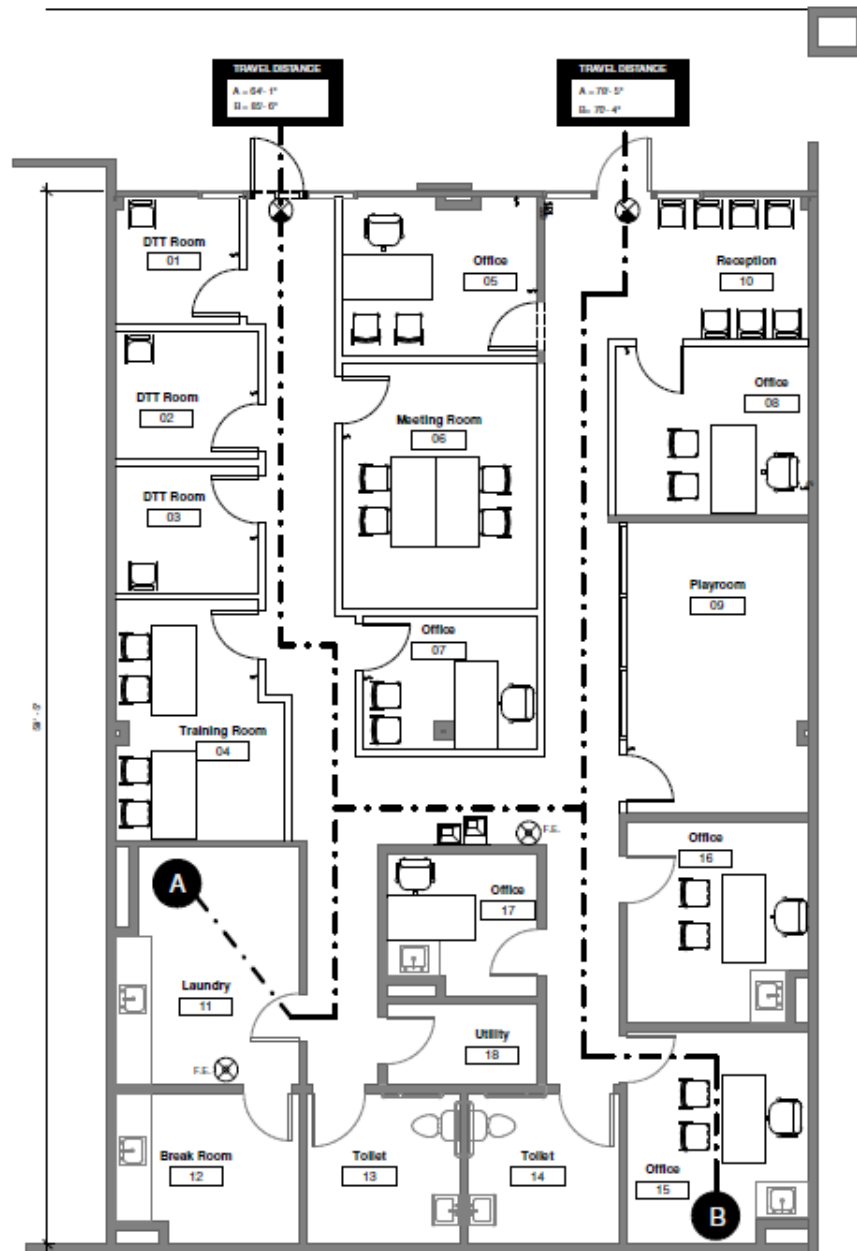 TRAVEL DISTANCE
A = 64'- 1"
B = 85'- 6"
TRAVEL DISTANCE
A = 78'- 5"
B= 70'- 4"
DTT Room
01
Office
05
Reception
10
DTT Room
02
Meeting Room
06
Office
08
DTT Room
03
Playroom
09
Office
07
Training Room
04
F.E.
Office
16
A
Office
17
Laundry
11
Utility
18
F.E.
Break Room
12
Toilet
13
Toilet
14
Office
15
B